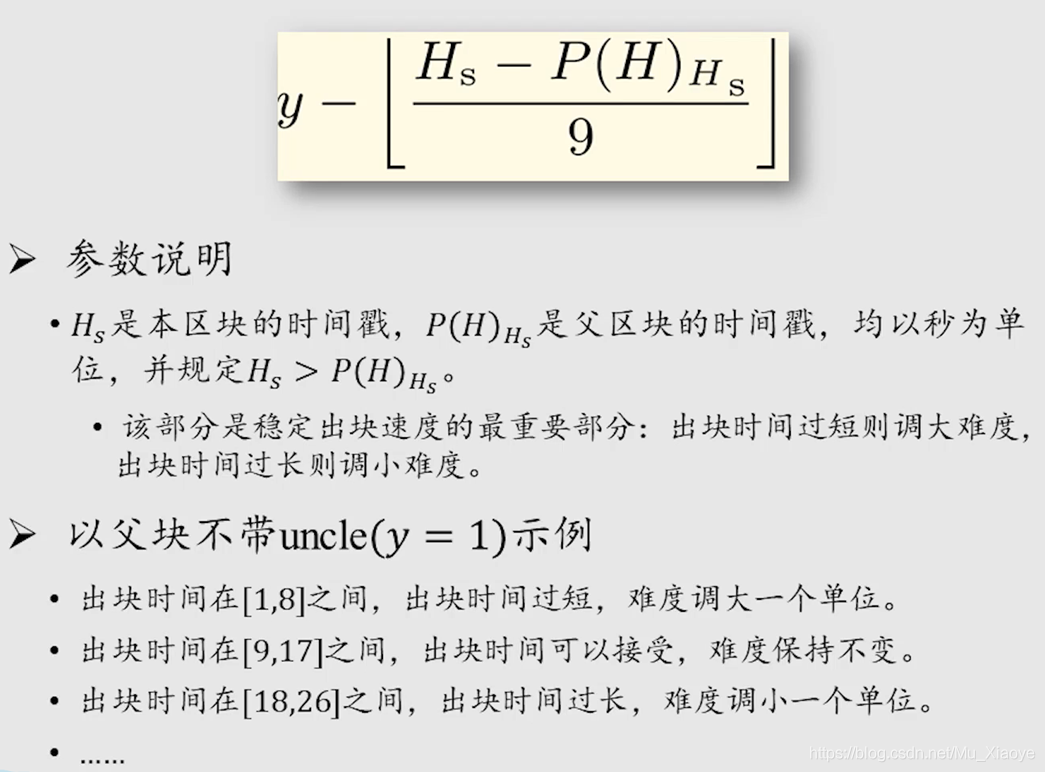 y − ⌊ (H_s − P(H)_{H_s}) / 9 ⌋
➢ 参数说明
• H_s是本区块的时间戳，P(H)_{H_s}是父区块的时间戳，均以秒为单
位，并规定H_s > P(H)_{H_s}。
• 该部分是稳定出块速度的最重要部分：出块时间过短则调大难度，
出块时间过长则调小难度。
➢ 以父块不带uncle(y = 1)示例
• 出块时间在[1,8]之间，出块时间过短，难度调大一个单位。
• 出块时间在[9,17]之间，出块时间可以接受，难度保持不变。
• 出块时间在[18,26]之间，出块时间过长，难度调小一个单位。
• ……
https://blog.csdn.net/Mu_Xiaoye